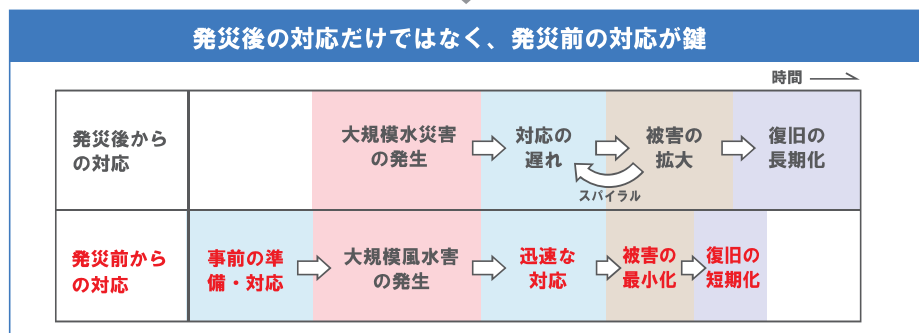 発災後の対応だけではなく、発災前の対応が鍵
時間
発災後から
の対応
大規模水災害
の発生
対応の
遅れ
被害の
拡大
復旧の
長期化
スパイラル
発災前から
の対応
事前の準
備・対応
大規模風水害
の発生
迅速な
対応
被害の
最小化
復旧の
短期化